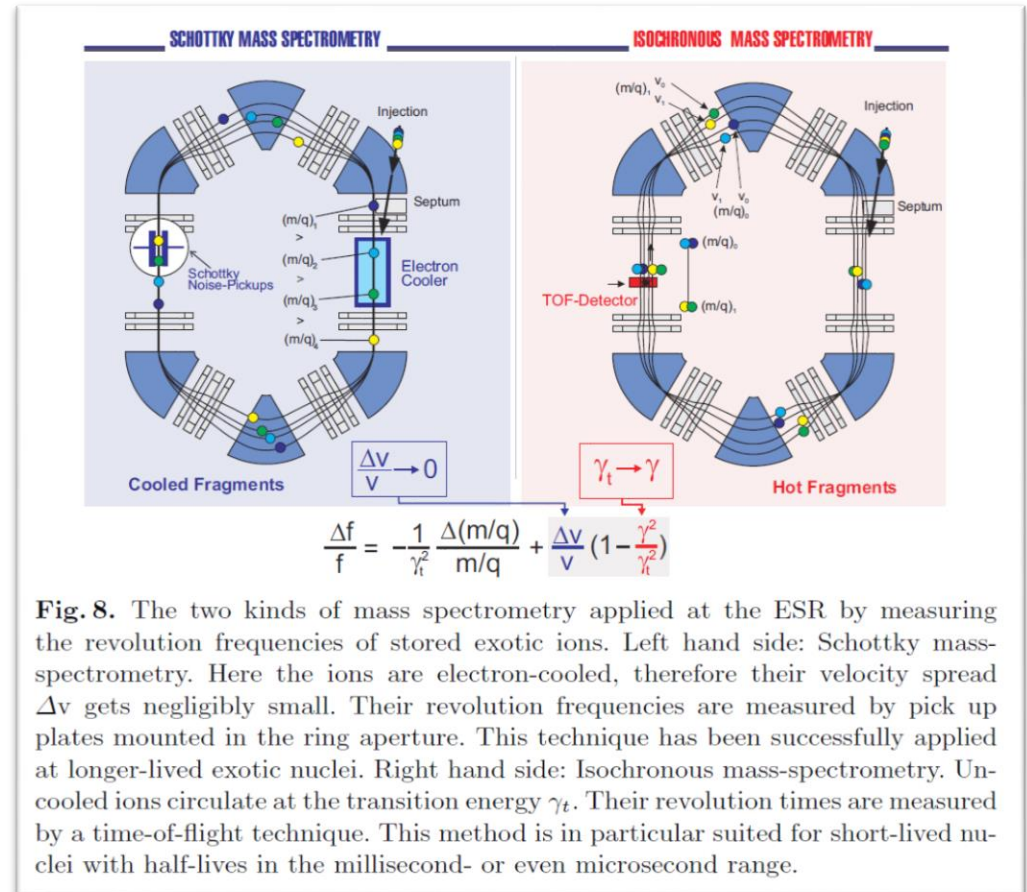 SCHOTTKY MASS SPECTROMETRY
ISOCHRONOUS MASS SPECTROMETRY
Injection
Septum
(m/q)₁
>
(m/q)₂
>
(m/q)₃
>
(m/q)₄
Electron
Cooler
Schottky
Noise-Pickups
Cooled Fragments
Δv/v → 0
(m/q)₁
v₀
v₁
Injection
v₁ v₀
(m/q)₀
Septum
(m/q)₀
TOF-Detector
(m/q)₁
γₜ → γ
Hot Fragments
Δf/f = -1/γₜ² Δ(m/q)/m/q + Δv/v (1-γ²/γₜ²)
Fig. 8. The two kinds of mass spectrometry applied at the ESR by measuring
the revolution frequencies of stored exotic ions. Left hand side: Schottky mass-
spectrometry. Here the ions are electron-cooled, therefore their velocity spread
Δv gets negligibly small. Their revolution frequencies are measured by pick up
plates mounted in the ring aperture. This technique has been successfully applied
at longer-lived exotic nuclei. Right hand side: Isochronous mass-spectrometry. Un-
cooled ions circulate at the transition energy γₜ. Their revolution times are measured
by a time-of-flight technique. This method is in particular suited for short-lived nu-
clei with half-lives in the millisecond- or even microsecond range.